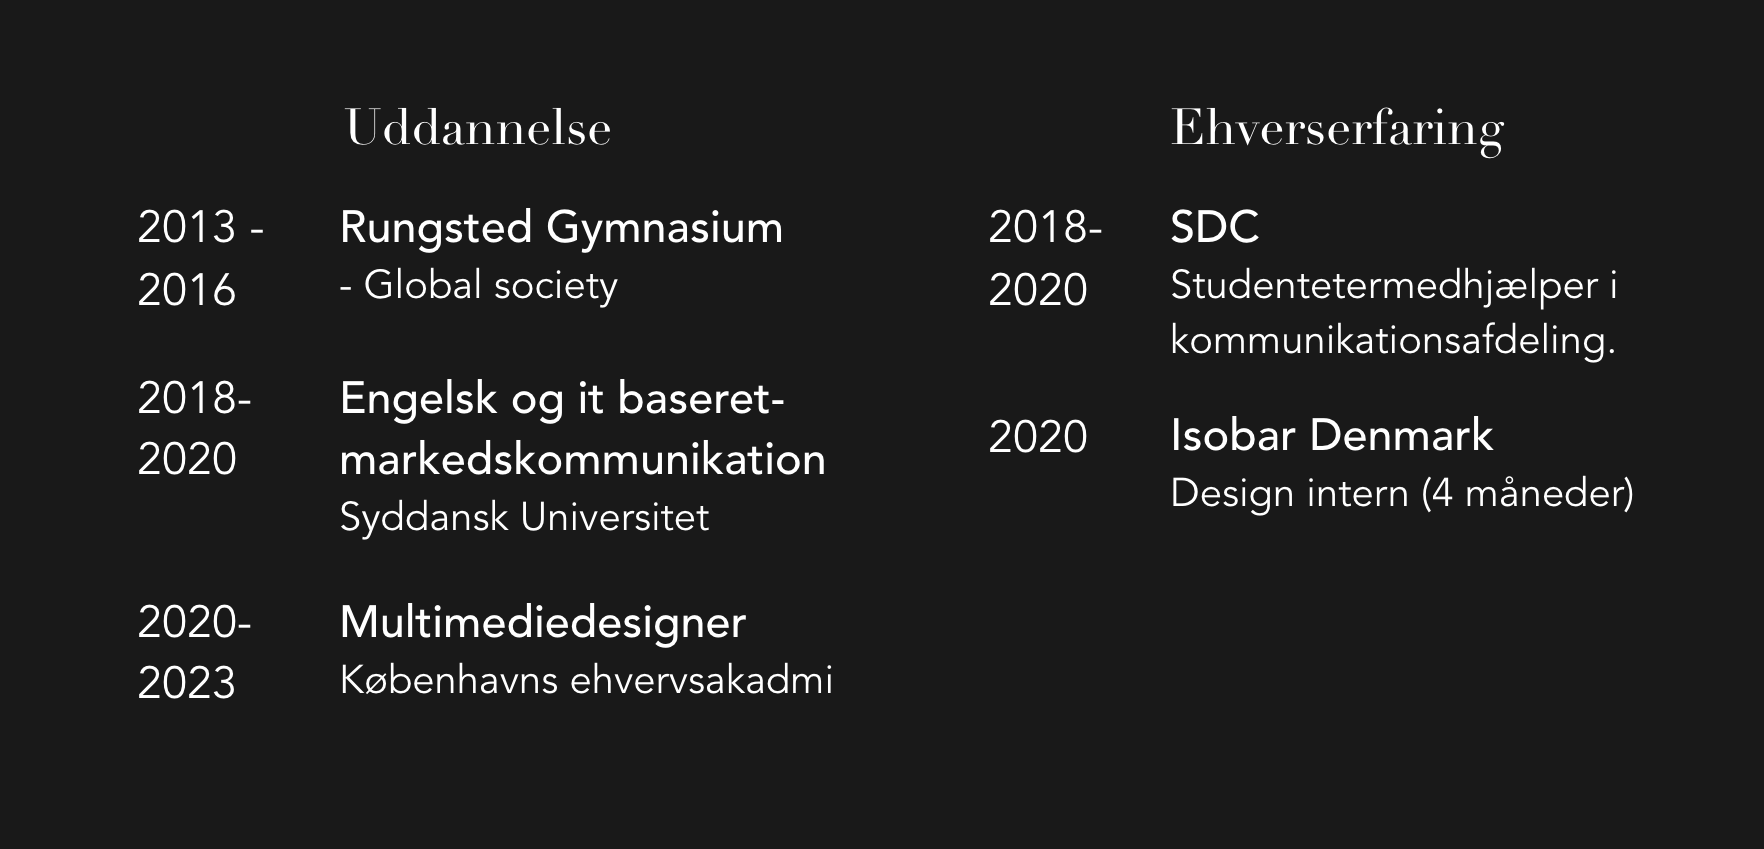 Uddannelse
2013 -
2016
Rungsted Gymnasium
- Global society
2018-
2020
Engelsk og it baseret-
markedskommunikation
Syddansk Universitet
2020-
2023
Multimediedesigner
Københavns ehvervsakadmi
Ehverserfaring
2018-
2020
SDC
Studentetermedhjælper i
kommunikationsafdeling.
2020
Isobar Denmark
Design intern (4 måneder)